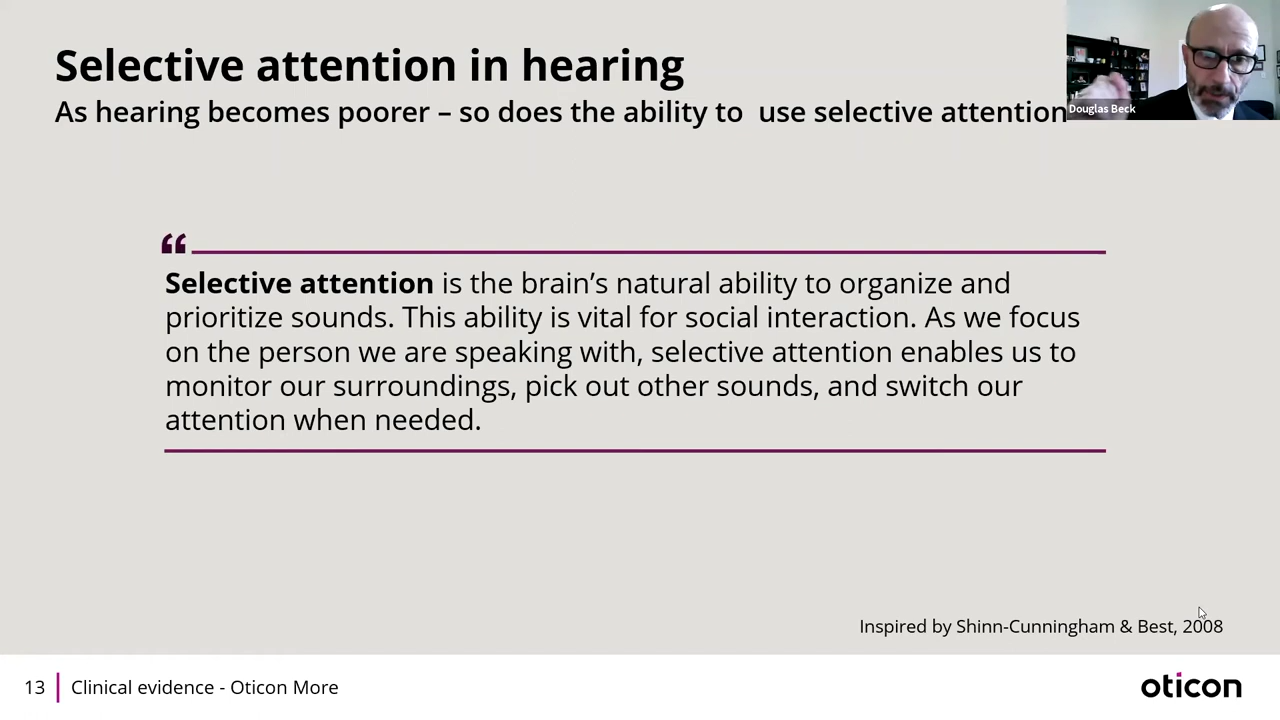 Selective attention in hearing
As hearing becomes poorer – so does the ability to  use selective attention
Douglas Beck
“
Selective attention is the brain’s natural ability to organize and
prioritize sounds. This ability is vital for social interaction. As we focus
on the person we are speaking with, selective attention enables us to
monitor our surroundings, pick out other sounds, and switch our
attention when needed.
Inspired by Shinn-Cunningham & Best, 2008
13 Clinical evidence - Oticon More
oticon